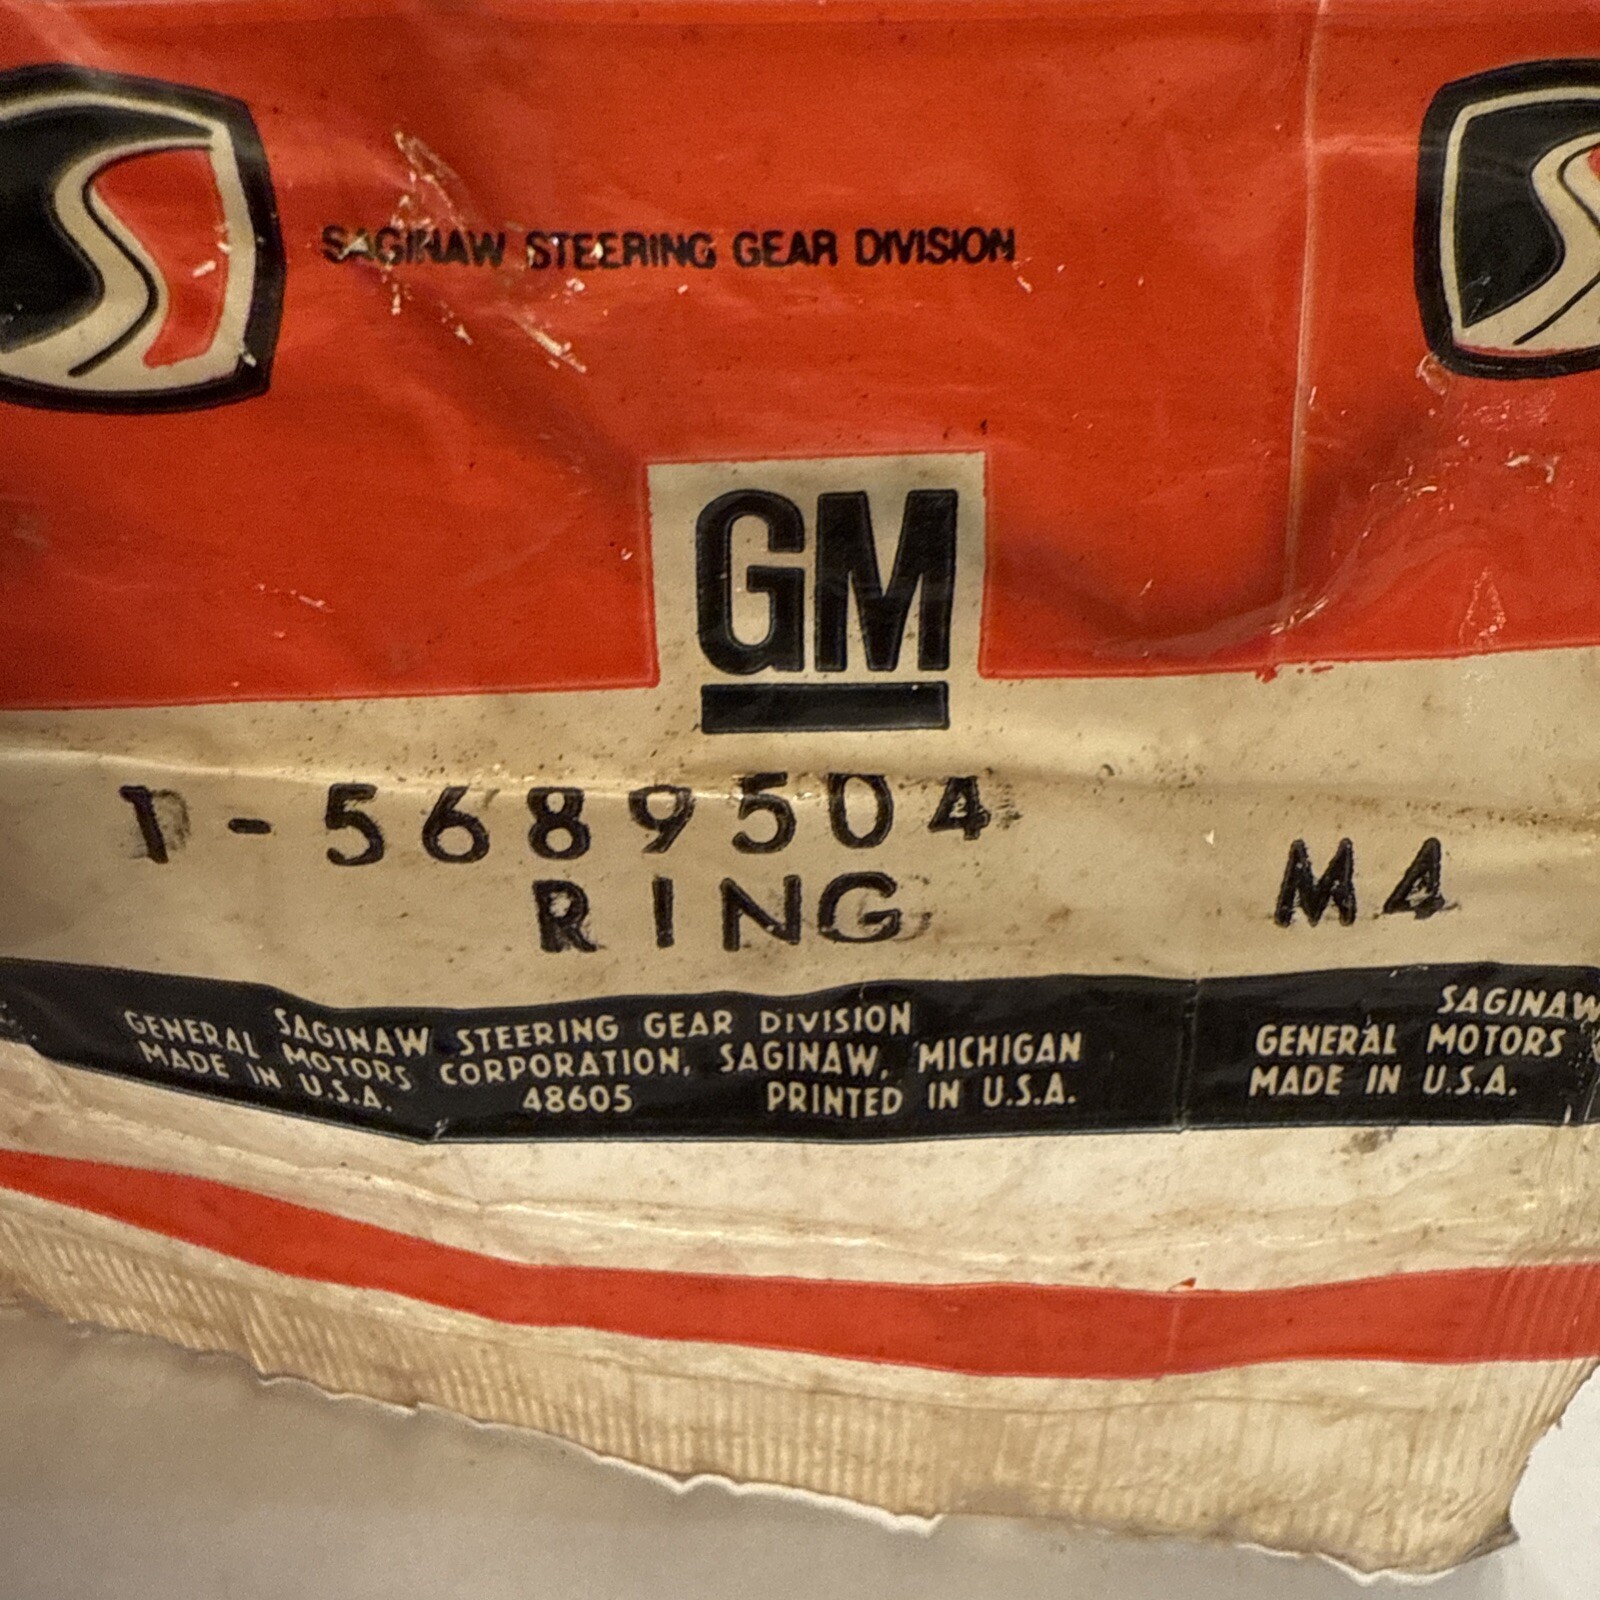 SAGINAW STEERING GEAR DIVISION
GM
1-5689504
RING
M4
SAGINAW STEERING GEAR DIVISION
GENERAL MOTORS CORPORATION, SAGINAW, MICHIGAN
MADE IN U.S.A. 48605 PRINTED IN U.S.A.
SAGINAW
GENERAL MOTORS
MADE IN U.S.A.